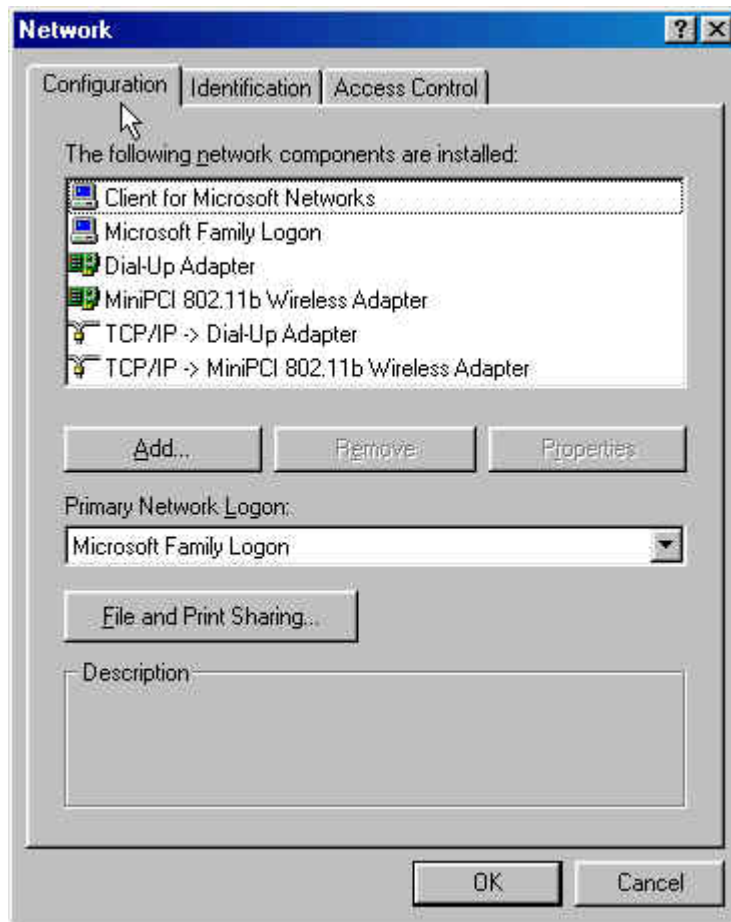 Network
Configuration Identification Access Control
The following network components are installed:
Client for Microsoft Networks
Microsoft Family Logon
Dial-Up Adapter
MiniPCI 802.11b Wireless Adapter
TCP/IP -> Dial-Up Adapter
TCP/IP -> MiniPCI 802.11b Wireless Adapter
Add... Remove Properties
Primary Network Logon:
Microsoft Family Logon
File and Print Sharing...
Description
OK Cancel